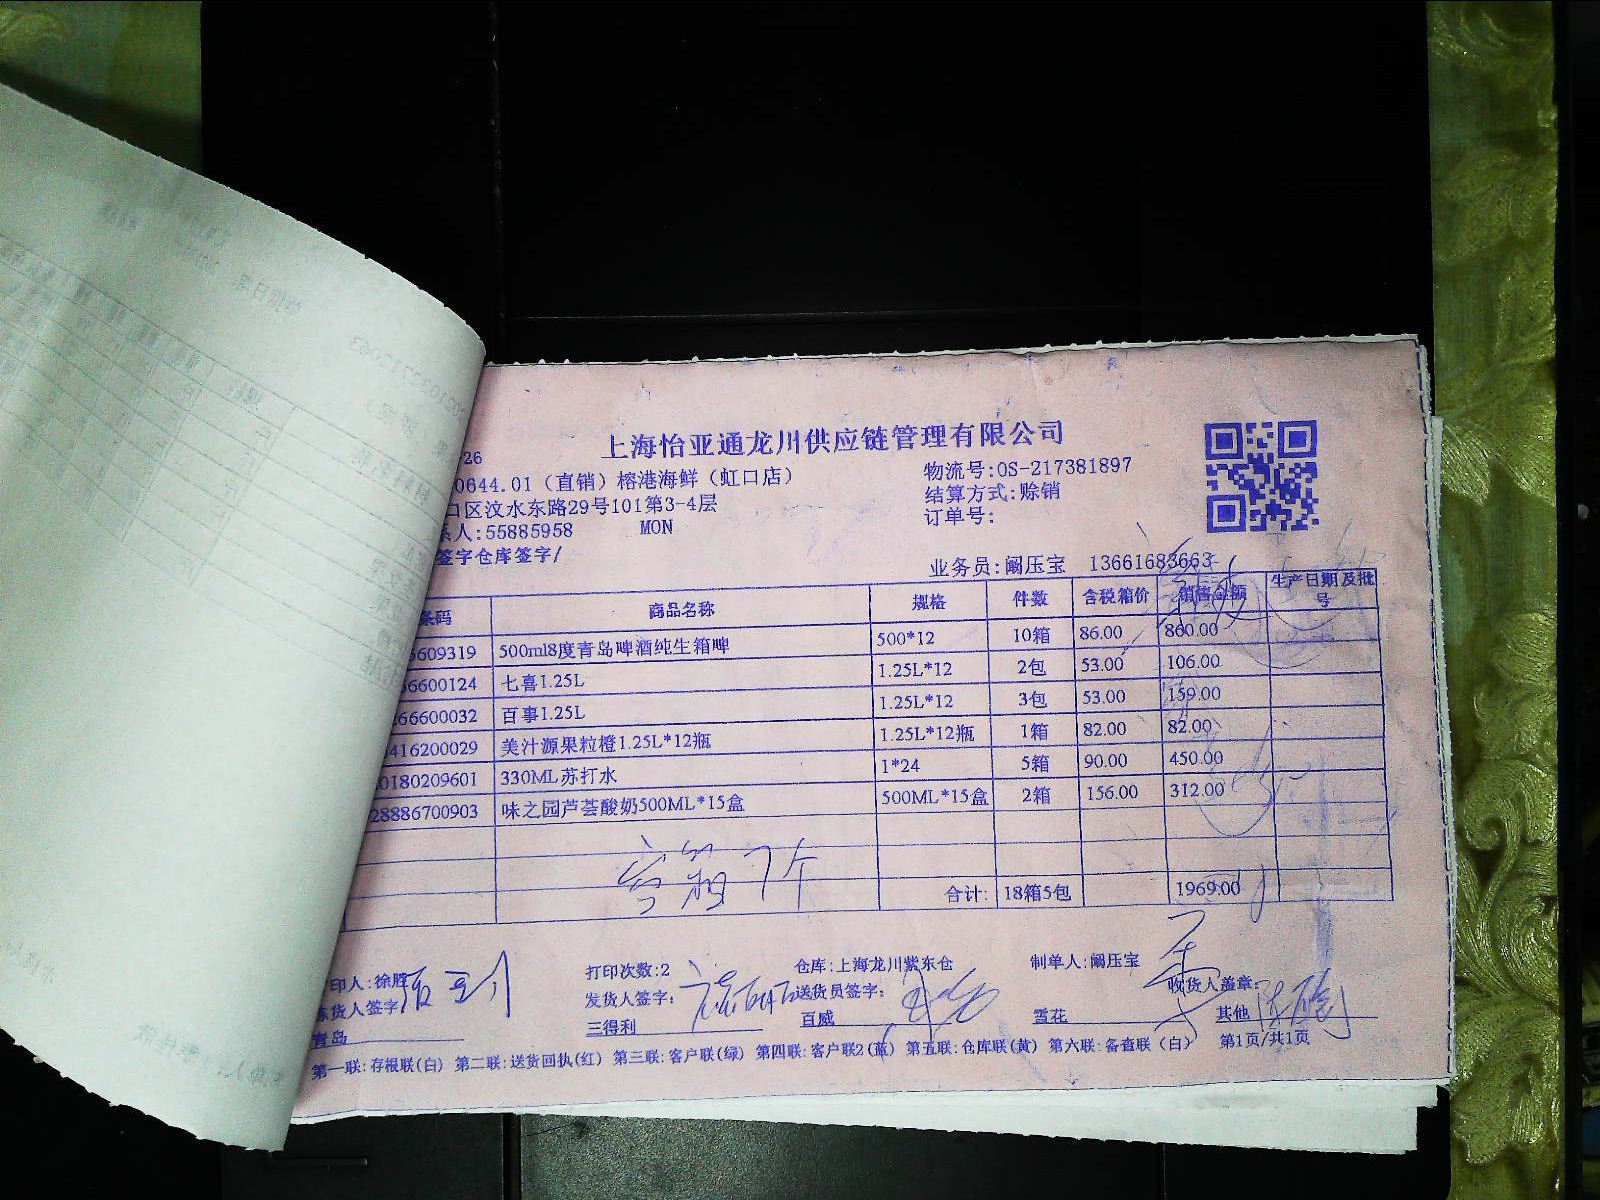 上海怡亚通龙川供应链管理有限公司
26
0644.01（直销）榕港海鲜（虹口店） 物流号:OS-217381897
口区汶水东路29号101第3-4层 结算方式:赊销
人:55885958 MON 订单号:
签字仓库签字/
业务员:阚压宝 13661683663
条码 商品名称 规格 件数 含税箱价 销售金额 生产日期及批号
5609319 500ml8度青岛啤酒纯生箱啤 500*12 10箱 86.00 860.00
66600124 七喜1.25L 1.25L*12 2包 53.00 106.00
266600032 百事1.25L 1.25L*12 3包 53.00 159.00
416200029 美汁源果粒橙1.25L*12瓶 1.25L*12瓶 1箱 82.00 82.00
0180209601 330ML苏打水 1*24 5箱 90.00 450.00
28886700903 味之园芦荟酸奶500ML*15盒 500ML*15盒 2箱 156.00 312.00
空箱7个
合计: 18箱5包 1969.00
印人:徐胜 打印次数:2 仓库:上海龙川紫东仓 制单人:阚压宝
货人签字 发货人签字: 送货员签字: 收货人盖章:
青岛 三得利 百威 雪花 其他
第一联:存根联(白) 第二联:送货回执(红) 第三联:客户联(绿) 第四联:客户联2(蓝) 第五联:仓库联(黄) 第六联:备查联（白） 第1页/共1页